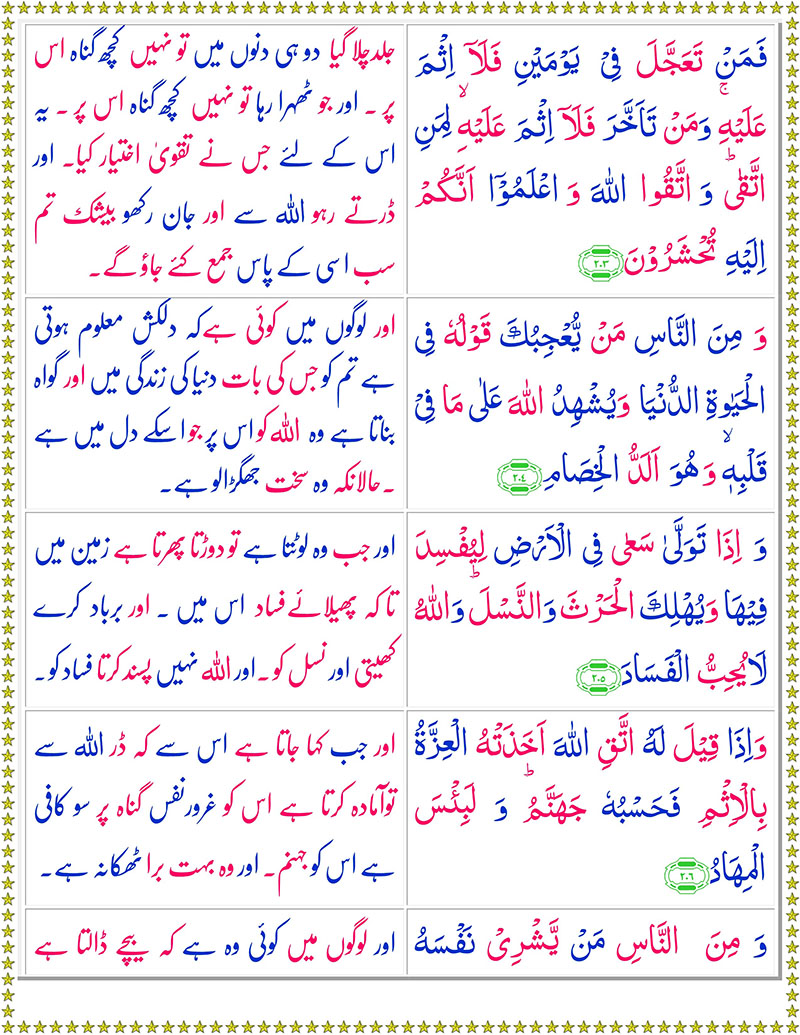 فَمَنۡ تَعَجَّلَ فِىۡ يَوۡمَيۡنِ فَلَاۤ اِثۡمَ
عَلَيۡهِۚ وَمَنۡ تَاَخَّرَ فَلَاۤ اِثۡمَ عَلَيۡهِۙ لِمَنِ
اتَّقٰىؕ وَ اتَّقُوا اللهَ وَ اعۡلَمُوۡٓا اَنَّکُمۡ
اِلَيۡهِ تُحۡشَرُوۡنَ ۲۰۳
جلد چلا گیا دو ہی دنوں میں تو نہیں کچھ گناہ اس
پر ۔ اور جو ٹھہرا رہا تو نہیں کچھ گناہ اس پر ۔ یہ
اس کے لئے جس نے تقویٰ اختیار کیا۔ اور
ڈرتے رہو اللہ سے اور جان رکھو بیشک تم
سب اسی کے پاس جمع کئے جاؤ گے۔
وَ مِنَ النَّاسِ مَنۡ يُّعۡجِبُكَ قَوۡلُهٗ فِى
الۡحَيٰوةِ الدُّنۡيَا وَيُشۡهِدُ اللهَ عَلٰى مَا فِىۡ
قَلۡبِهٖۙ وَهُوَ اَلَدُّ الۡخِصَامِ ۲۰٤
اور لوگوں میں کوئی ہے کہ دلکش معلوم ہوتی
ہے تم کو جس کی بات دنیا کی زندگی میں اور گواہ
بناتا ہے وہ اللہ کو اس پر جو اسکے دل میں ہے
۔ حالانکہ وہ سخت جھگڑالو ہے۔
وَ اِذَا تَوَلّٰى سَعٰى فِى الۡاَرۡضِ لِيُفۡسِدَ
فِيۡهَا وَيُهۡلِكَ الۡحَرۡثَ وَالنَّسۡلَؕ وَاللهُ
لَا يُحِبُّ الۡفَسَادَ ۲۰۵
اور جب وہ لوٹتا ہے تو دوڑتا پھرتا ہے زمین میں
تا کہ پھیلائے فساد اس میں ۔ اور برباد کرے
کھیتی اور نسل کو ۔ اور اللہ نہیں پسند کرتا فساد کو۔
وَاِذَا قِيۡلَ لَهُ اتَّقِ اللهَ اَخَذَتۡهُ الۡعِزَّةُ
بِالۡاِثۡمِ فَحَسۡبُهٗ جَهَنَّمُؕ وَ لَبِئۡسَ
الۡمِهَادُ ۲۰٦
اور جب کہا جاتا ہے اس سے کہ ڈر اللہ سے
تو آمادہ کرتا ہے اس کو غرور نفس گناہ پر سو کافی
ہے اس کو جہنم۔ اور وہ بہت برا ٹھکانہ ہے۔
وَ مِنَ النَّاسِ مَنۡ يَّشۡرِىۡ نَفۡسَهُ
اور لوگوں میں کوئی وہ ہے کہ بیچے ڈالتا ہے